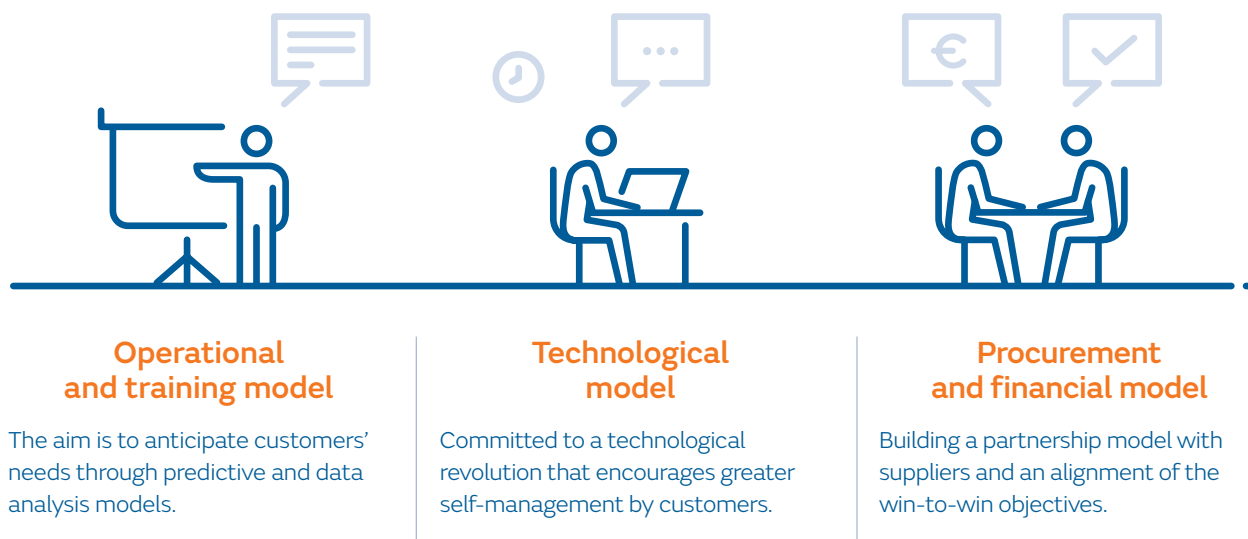 €
Operational
and training model
The aim is to anticipate customers’
needs through predictive and data
analysis models.
Technological
model
Committed to a technological
revolution that encourages greater
self-management by customers.
Procurement
and financial model
Building a partnership model with
suppliers and an alignment of the
win-to-win objectives.